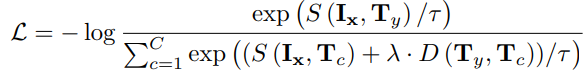 \mathcal{L} = -\log \frac{\exp\left(S\left(\mathbf{I}_{\mathbf{x}}, \mathbf{T}_{y}\right)/\tau\right)}{\sum_{c=1}^{C} \exp\left(\left(S\left(\mathbf{I}_{\mathbf{x}}, \mathbf{T}_{c}\right) + \lambda \cdot D\left(\mathbf{T}_{y}, \mathbf{T}_{c}\right)\right)/\tau\right)}